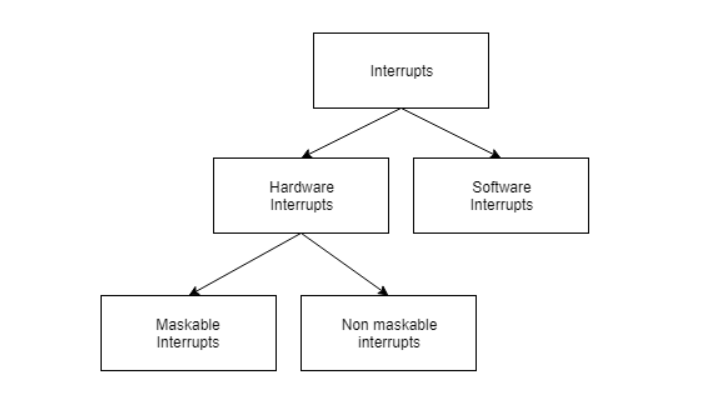 Interrupts
Hardware
Interrupts
Software
Interrupts
Maskable
Interrupts
Non maskable
interrupts